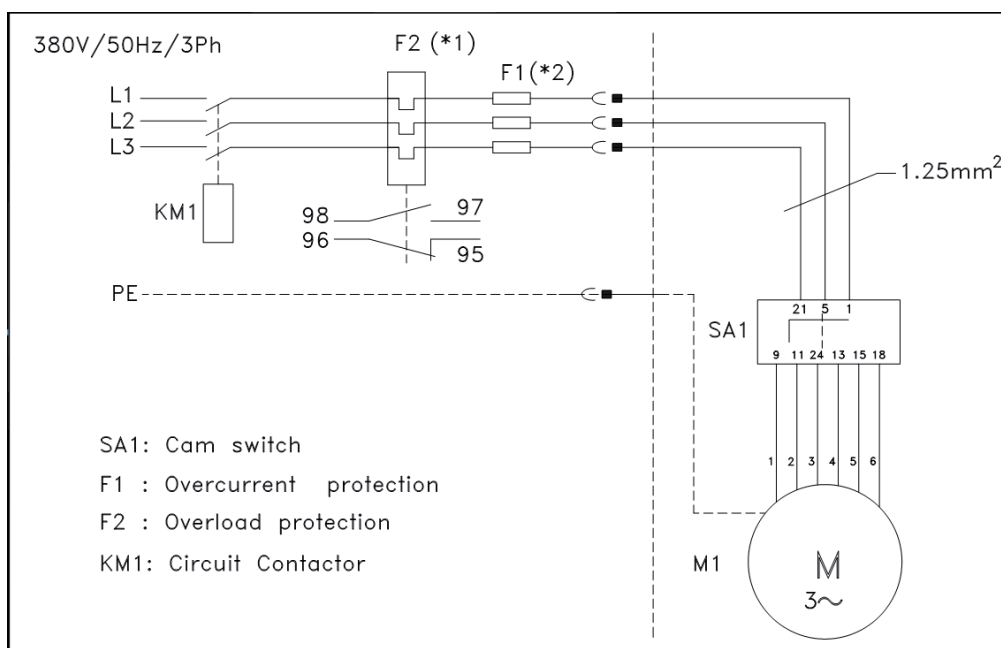 380V/50Hz/3Ph
F2 (*1)
F1(*2)
L1
L2
L3
1.25mm²
KM1
98 97
96 95
PE
21 5 1
SA1
9 11 24 13 15 18
SA1: Cam switch
F1 : Overcurrent protection
F2 : Overload protection
KM1: Circuit Contactor
1 2 3 4 5 6
M1
M
3~